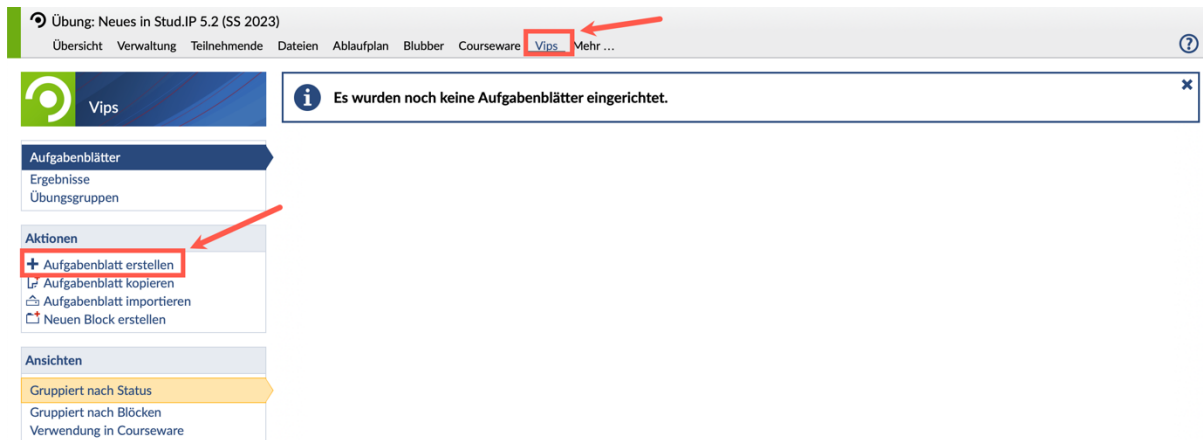 Übung: Neues in Stud.IP 5.2 (SS 2023)
Übersicht Verwaltung Teilnehmende Dateien Ablaufplan Blubber Courseware Vips Mehr ...
?
Vips
i Es wurden noch keine Aufgabenblätter eingerichtet.
Aufgabenblätter
Ergebnisse
Übungsgruppen
Aktionen
Aufgabenblatt erstellen
Aufgabenblatt kopieren
Aufgabenblatt importieren
Neuen Block erstellen
Ansichten
Gruppiert nach Status
Gruppiert nach Blöcken
Verwendung in Courseware